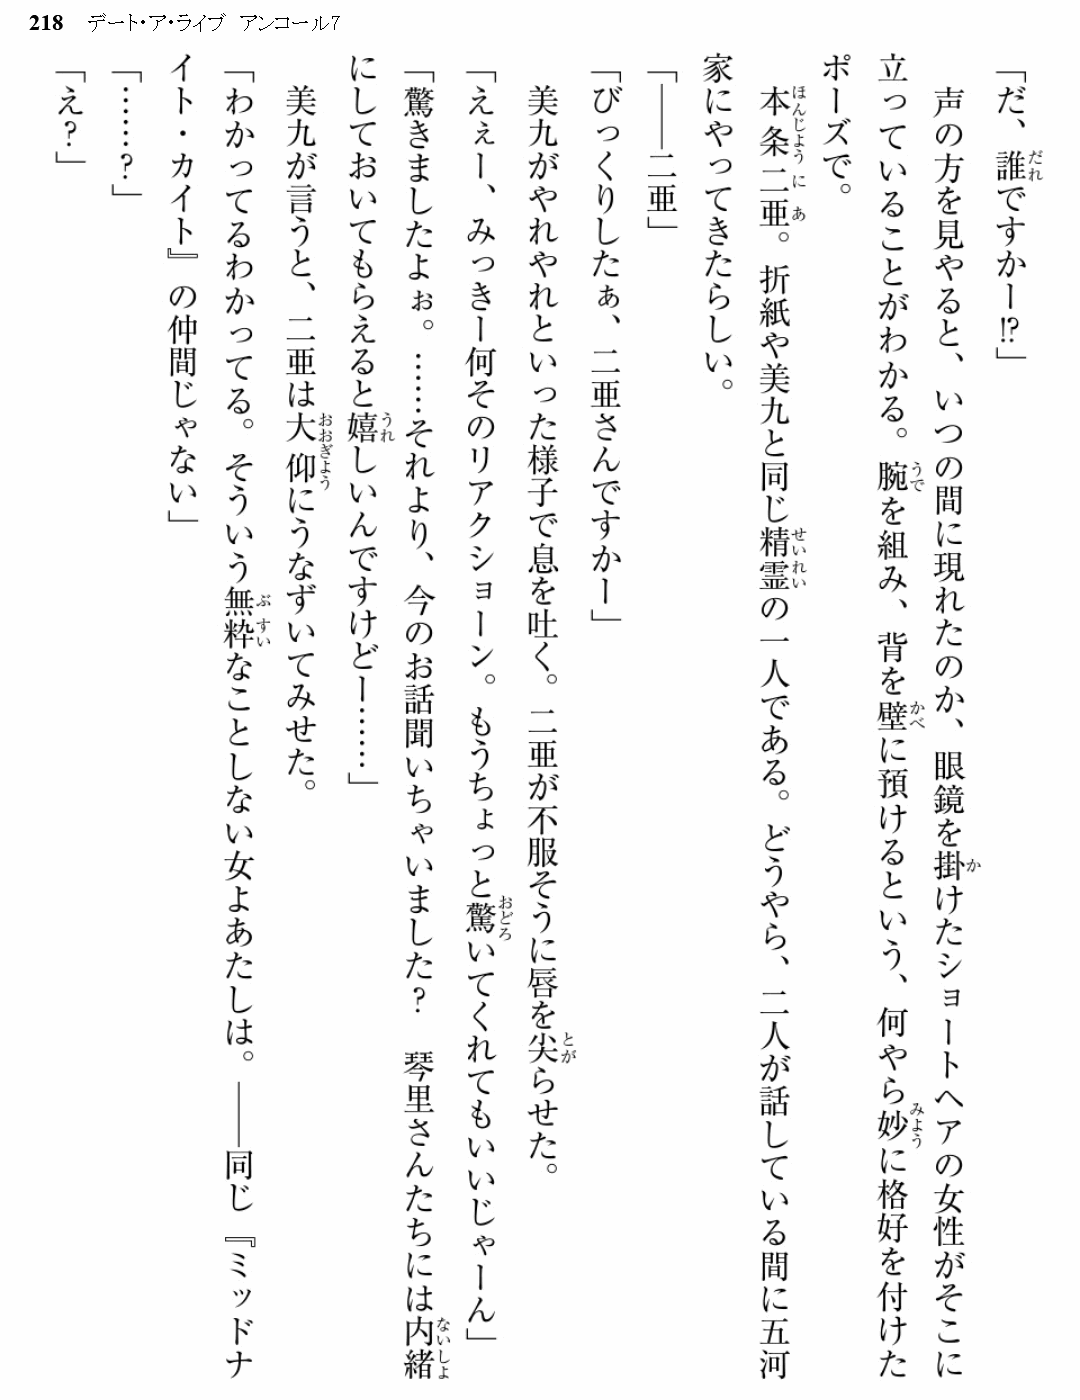 218 デート・ア・ライブ アンコール7
「だ、誰ですかー!?」
声の方を見やると、いつの間に現れたのか、眼鏡を掛けたショートヘアの女性がそこに
立っていることがわかる。腕を組み、背を壁に預けるという、何やら妙に格好を付けた
ポーズで。
本条二亜。折紙や美九と同じ精霊の一人である。どうやら、二人が話している間に五河
家にやってきたらしい。
「――二亜」
「びっくりしたぁ、二亜さんですかー」
美九がやれやれといった様子で息を吐く。二亜が不服そうに唇を尖らせた。
「えぇー、みっきー何そのリアクショーン。もうちょっと驚いてくれてもいいじゃーん」
「驚きましたよぉ。……それより、今のお話聞いちゃいました? 琴里さんたちには内緒
にしておいてもらえると嬉しいんですけどー……」
美九が言うと、二亜は大仰にうなずいてみせた。
「わかってるわかってる。そういう無粋なことしない女よあたしは。――同じ『ミッドナ
イト・カイト』の仲間じゃない」
「……?」
「え?」